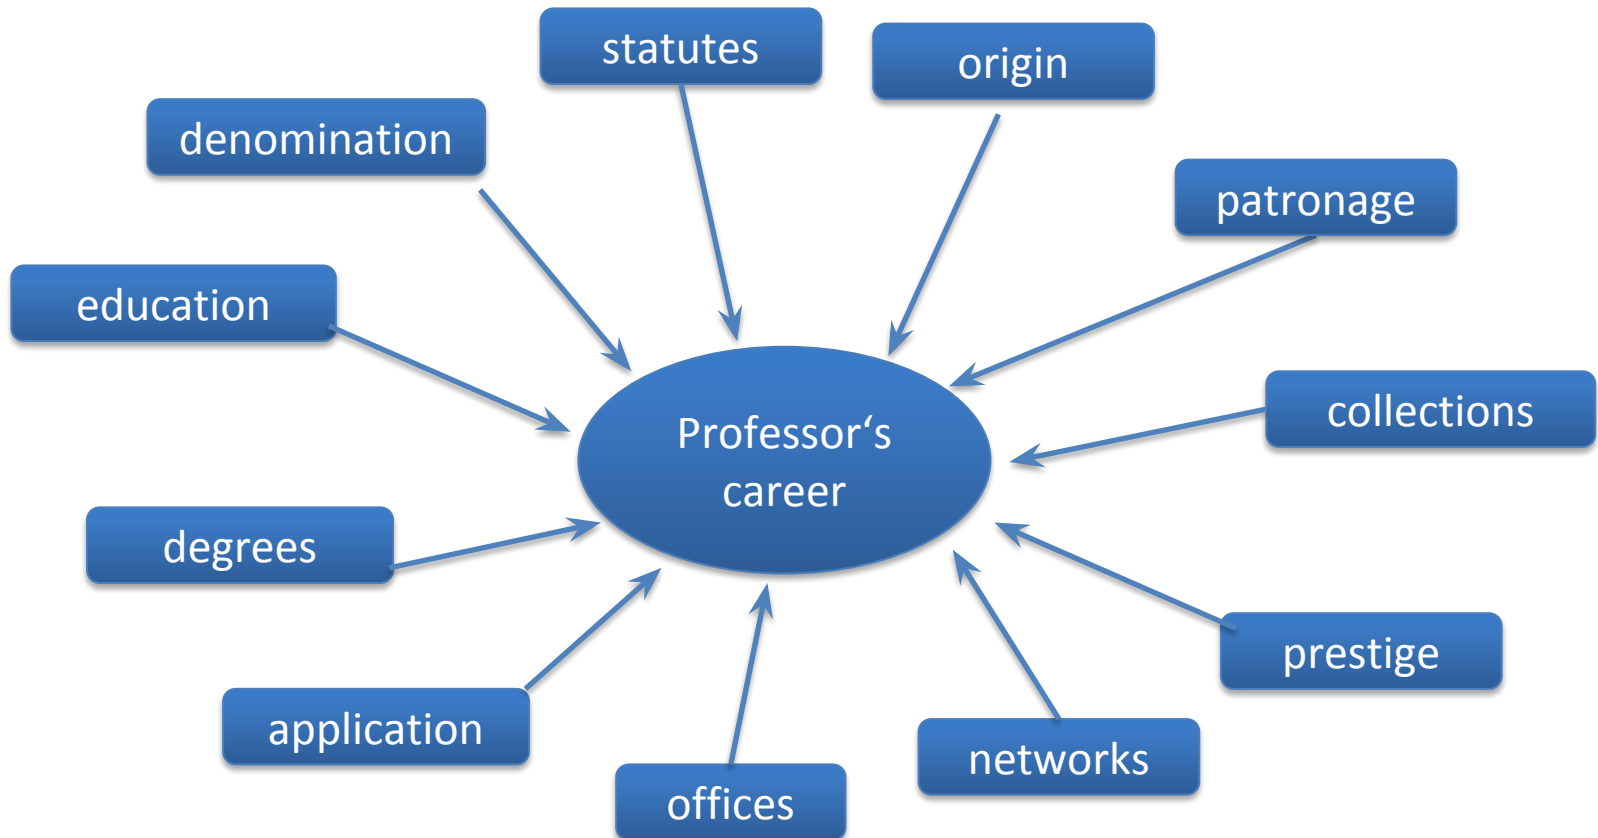 statutes
origin
denomination
patronage
education
collections
Professor‘s
career
degrees
prestige
application
networks
offices